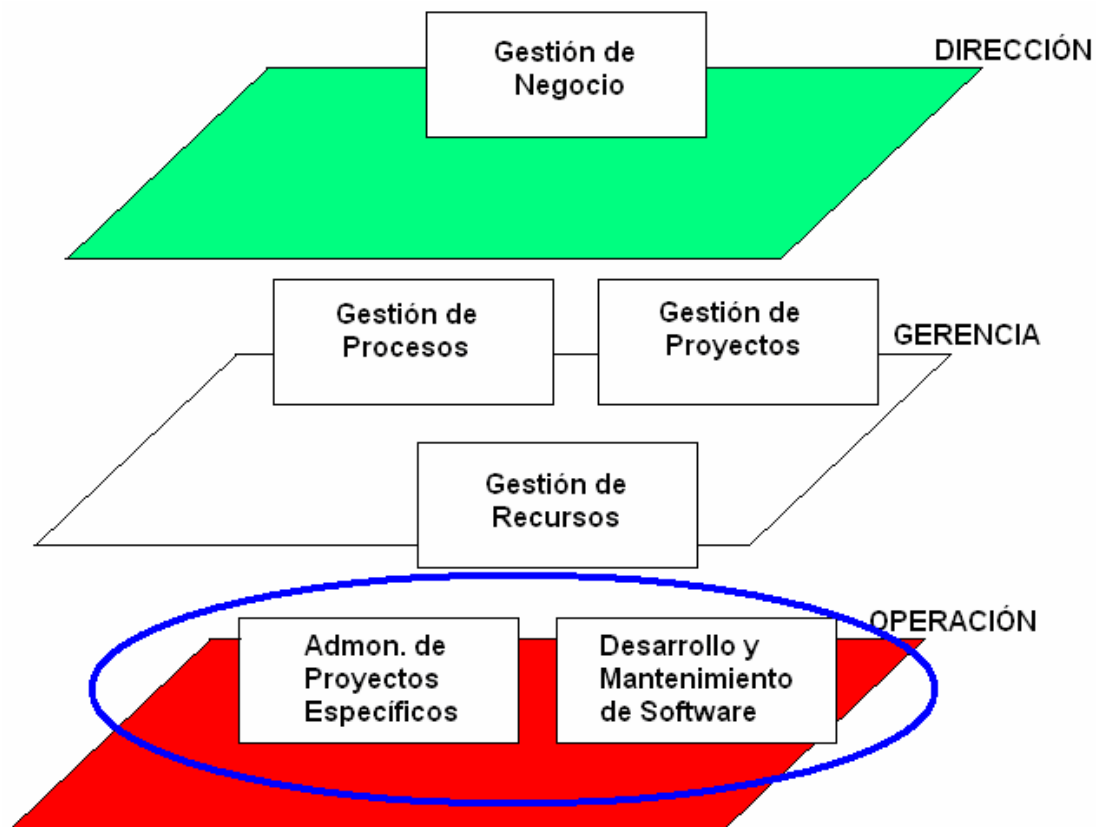 Gestión de
Negocio
DIRECCIÓN
Gestión de
Procesos
Gestión de
Proyectos
GERENCIA
Gestión de
Recursos
Admon. de
Proyectos
Específicos
Desarrollo y
Mantenimiento
de Software
OPERACIÓN